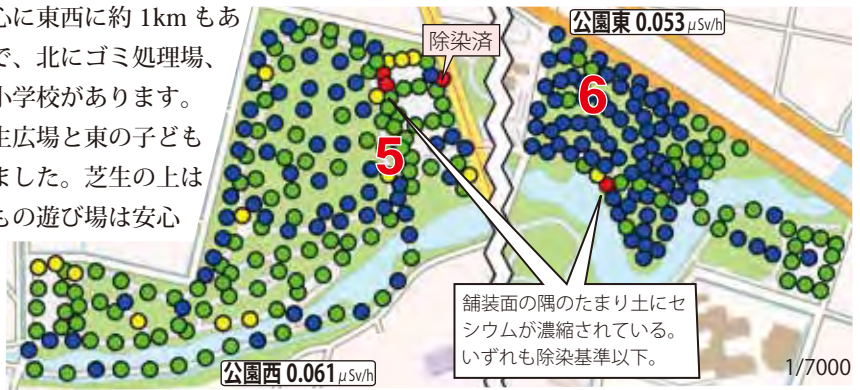 心に東西に約 1km もあ
で、北にゴミ処理場、
小学校があります。
生広場と東の子ども
ました。芝生の上は
もの遊び場は安心
除染済
公園東 0.053 μSv/h
5
6
舗装面の隅のたまり土にセ
シウムが濃縮されている。
いずれも除染基準以下。
公園西 0.061 μSv/h
1/7000